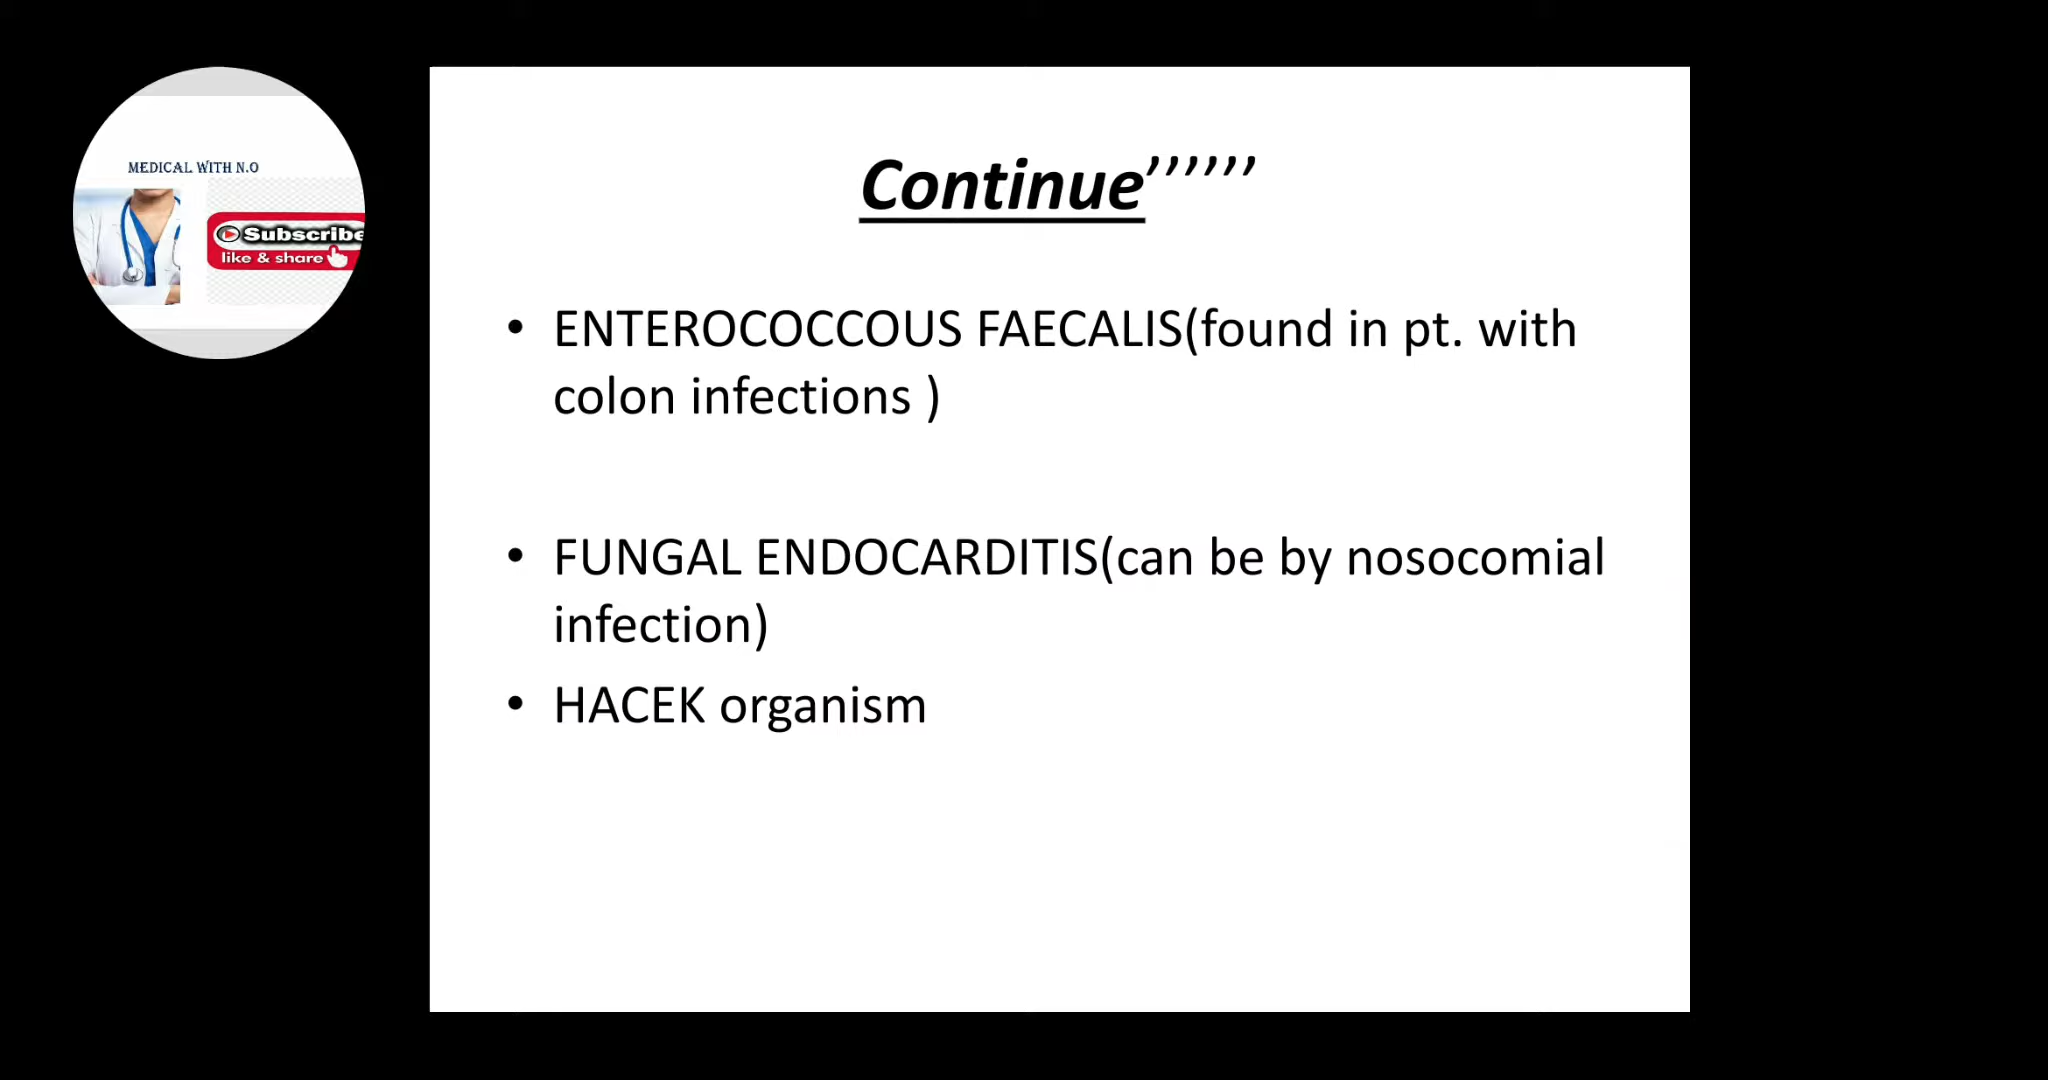 MEDICAL WITH N.O
Subscribe
like & share
Continue’’’’’’
• ENTEROCOCCOUS FAECALIS(found in pt. with
colon infections )
• FUNGAL ENDOCARDITIS(can be by nosocomial
infection)
• HACEK organism